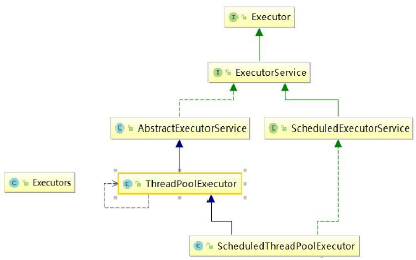 Executor
ExecutorService
AbstractExecutorService
ScheduledExecutorService
Executors
ThreadPoolExecutor
ScheduledThreadPoolExecutor